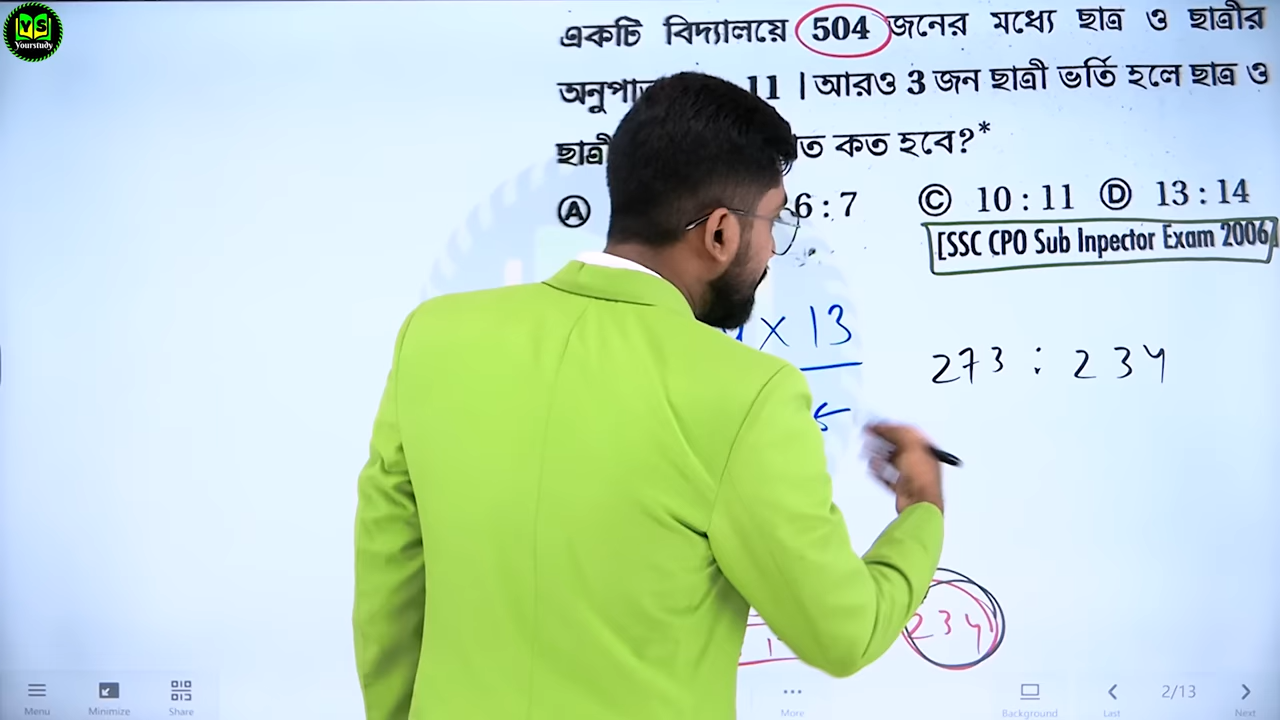 VS
Yourstudy
একটি বিদ্যালয়ে 504 জনের মধ্যে ছাত্র ও ছাত্রীর
11 । আরও 3 জন ছাত্রী ভর্তি হলে ছাত্র ও
কত হবে?*
Ⓐ 6 : 7 Ⓒ 10 : 11 Ⓓ 13 : 14
[SSC CPO Sub Inpector Exam 2006
× 13
273 : 234
234
Menu Minimize Share More Background Last 2/13 Next